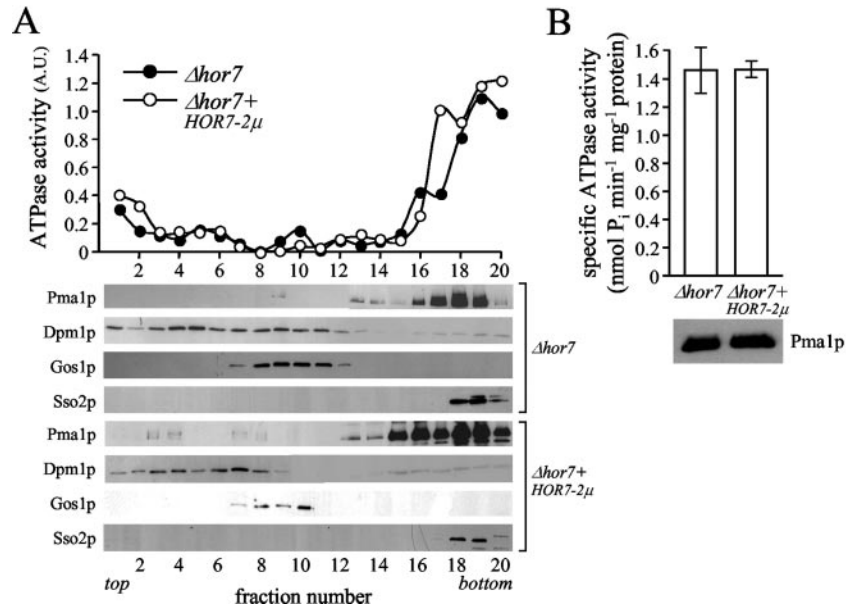 A
ATPase activity (A.U.)
1.4
1.2
1.0
0.8
0.6
0.4
0.2
0
Δhor7
Δhor7+
HOR7-2μ
2 4 6 8 10 12 14 16 18 20
Pma1p
Dpm1p
Gos1p
Sso2p
Δhor7
Pma1p
Dpm1p
Gos1p
Sso2p
Δhor7+
HOR7-2μ
2 4 6 8 10 12 14 16 18 20
top fraction number bottom
B
specific ATPase activity
(nmol Pi min-1 mg-1 protein)
1.6
1.4
1.2
1.0
0.8
0.6
0.4
0.2
0
Δhor7 Δhor7+
HOR7-2μ
Pma1p